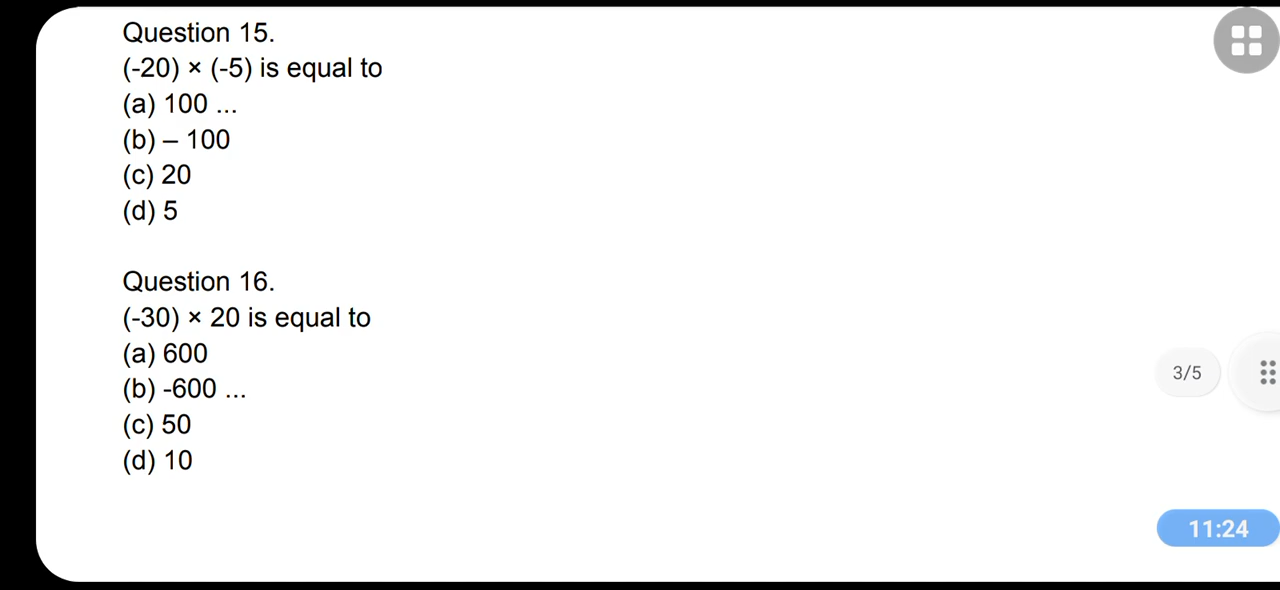 Question 15.
(-20) × (-5) is equal to
(a) 100 ...
(b) – 100
(c) 20
(d) 5
Question 16.
(-30) × 20 is equal to
(a) 600
(b) -600 ...
(c) 50
(d) 10
3/5
11:24